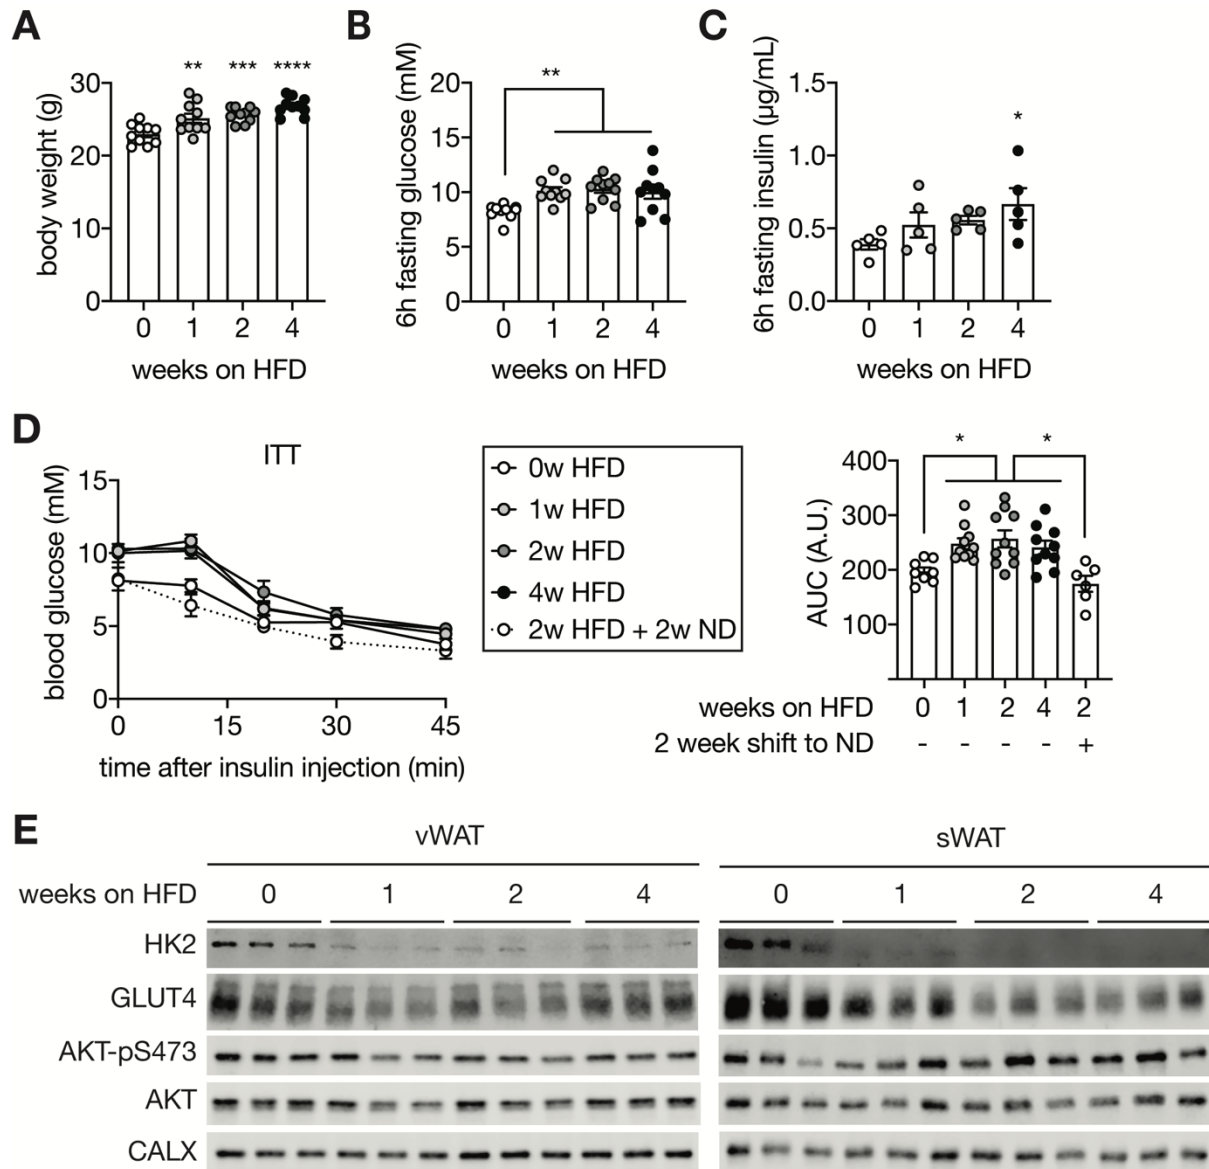 A
body weight (g)
** *** ****
30
20
10
0
0 1 2 4
weeks on HFD
B
6h fasting glucose (mM)
**
20
15
10
5
0
0 1 2 4
weeks on HFD
C
6h fasting insulin (µg/mL)
*
1.5
1.0
0.5
0.0
0 1 2 4
weeks on HFD
D
ITT
blood glucose (mM)
15
10
5
0
0 15 30 45
time after insulin injection (min)
0w HFD
1w HFD
2w HFD
4w HFD
2w HFD + 2w ND
* *
AUC (A.U.)
400
300
200
100
weeks on HFD 0 1 2 4 2
2 week shift to ND - - - - +
E
vWAT sWAT
weeks on HFD 0 1 2 4 0 1 2 4
HK2
GLUT4
AKT-pS473
AKT
CALX